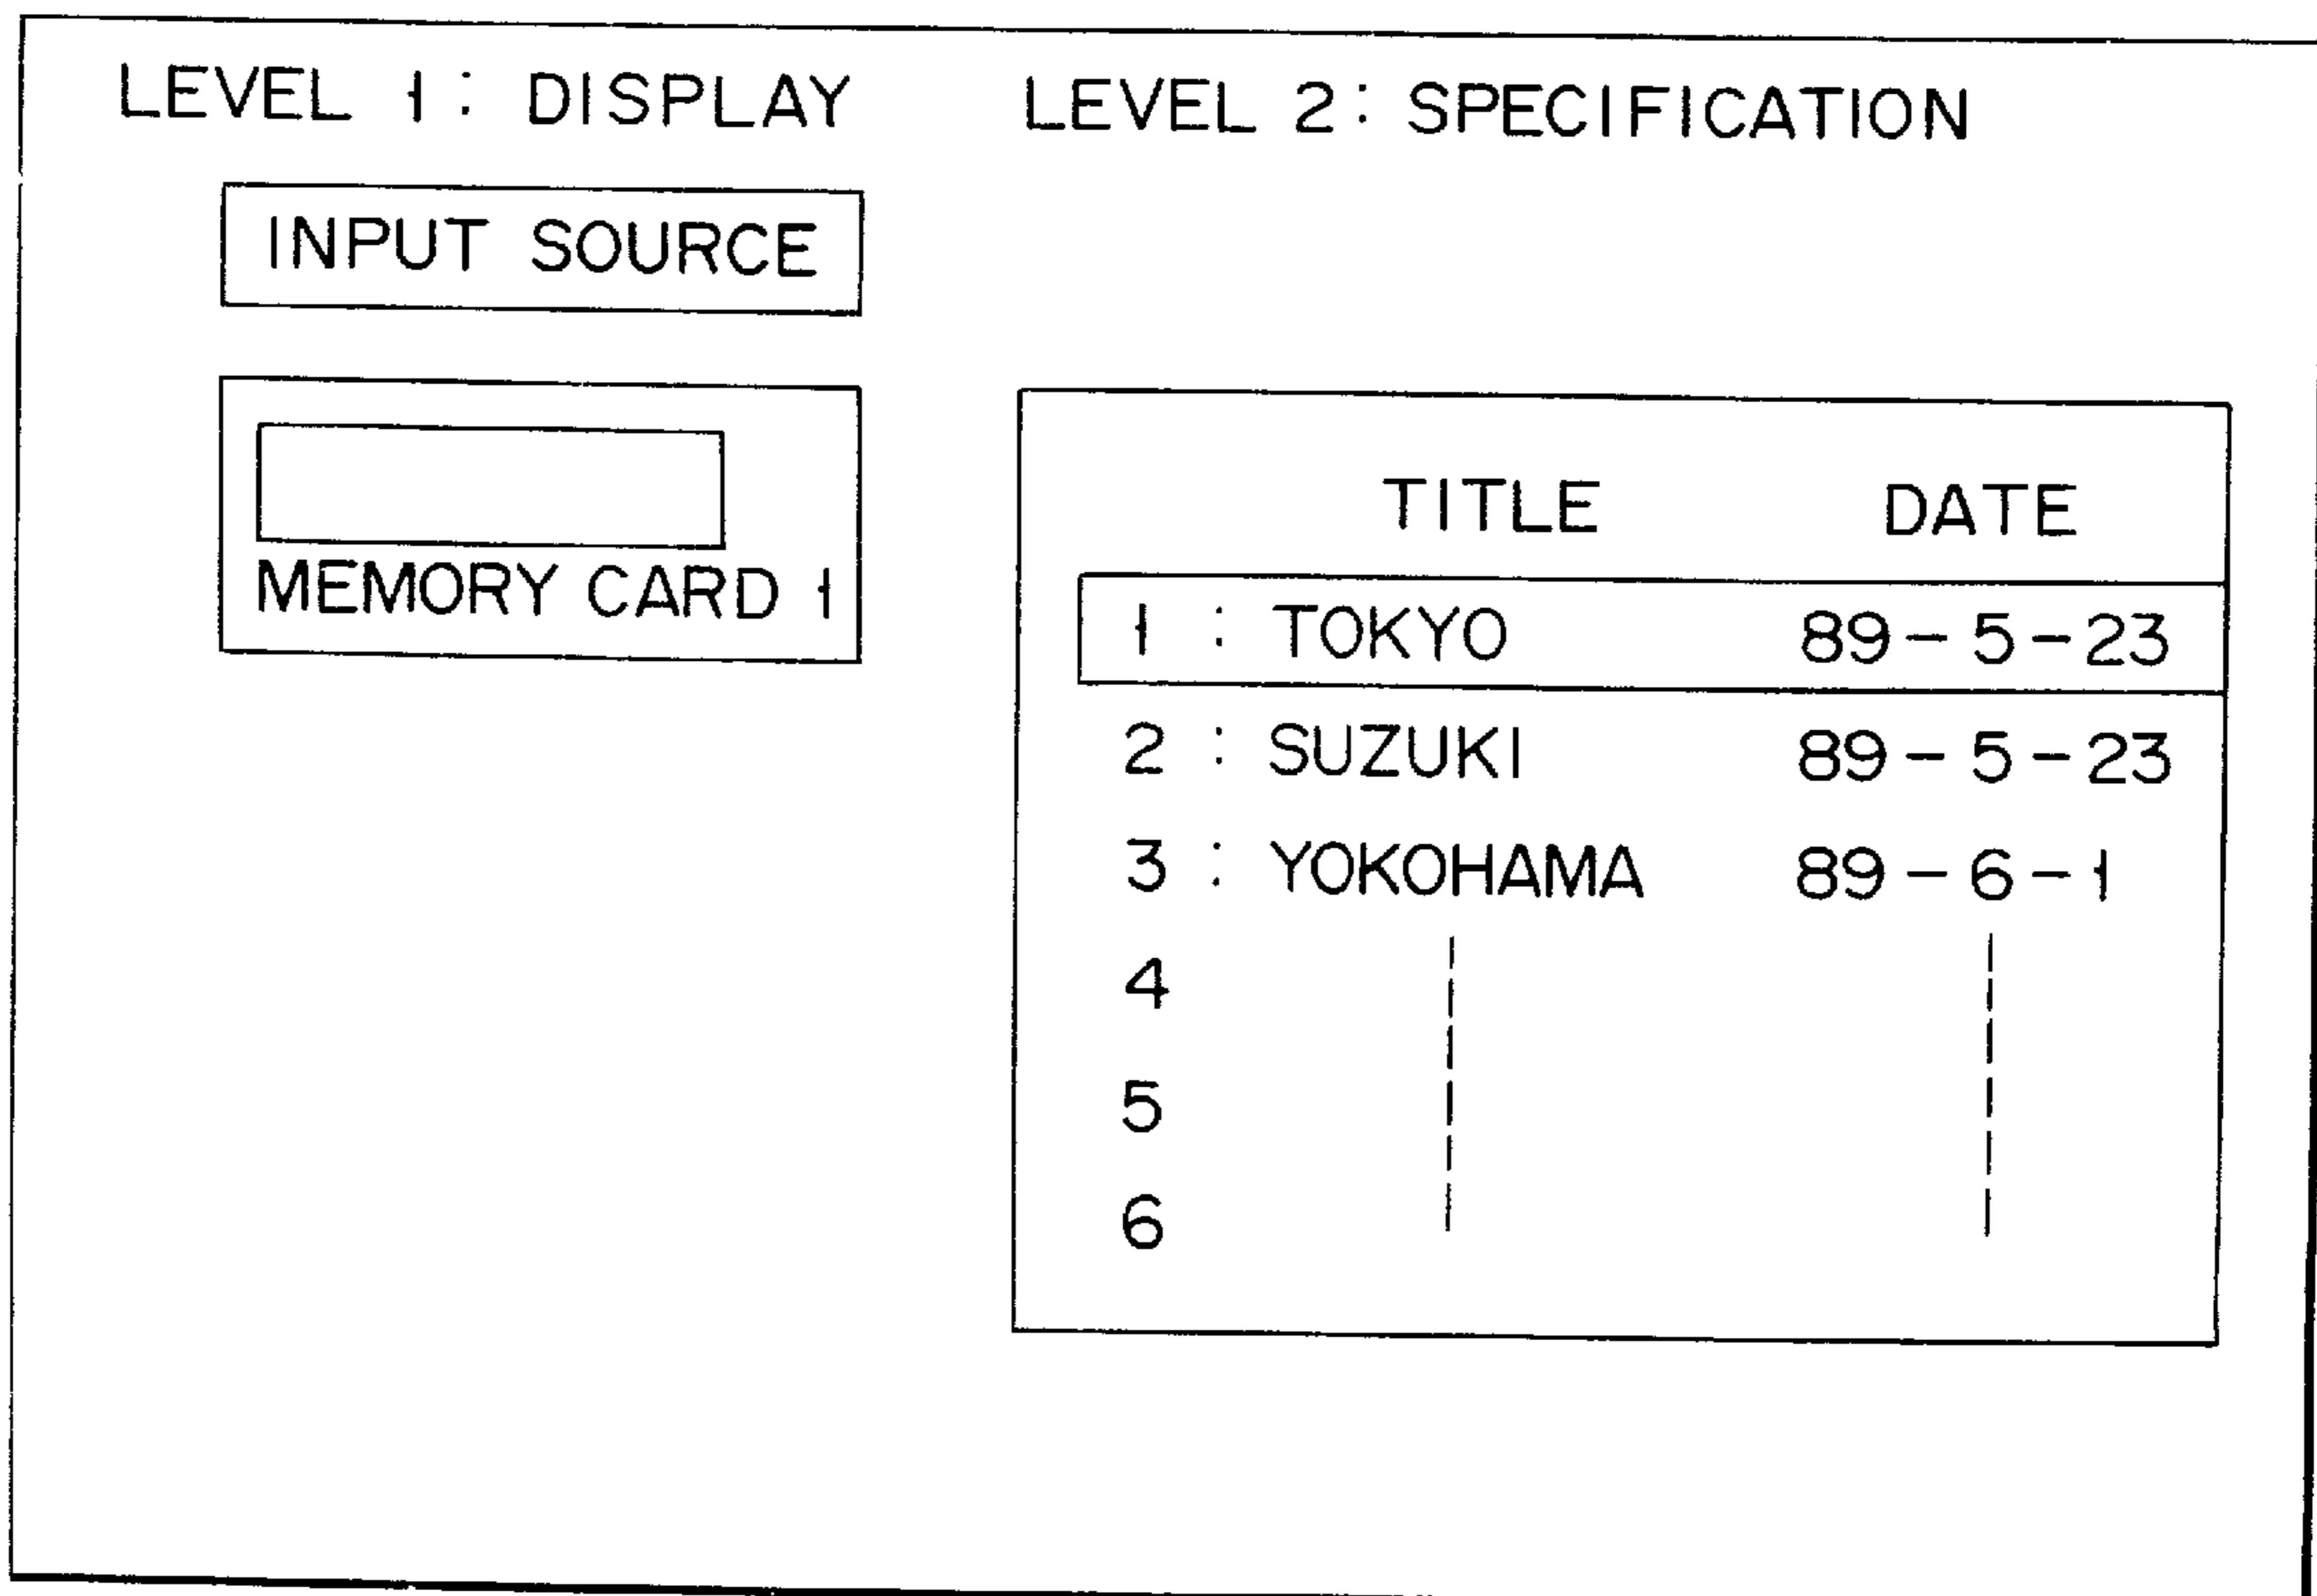 LEVEL 1 : DISPLAY LEVEL 2 : SPECIFICATION
INPUT SOURCE
MEMORY CARD 1
TITLE DATE
1 : TOKYO 89-5-23
2 : SUZUKI 89-5-23
3 : YOKOHAMA 89-6-1
4
5
6